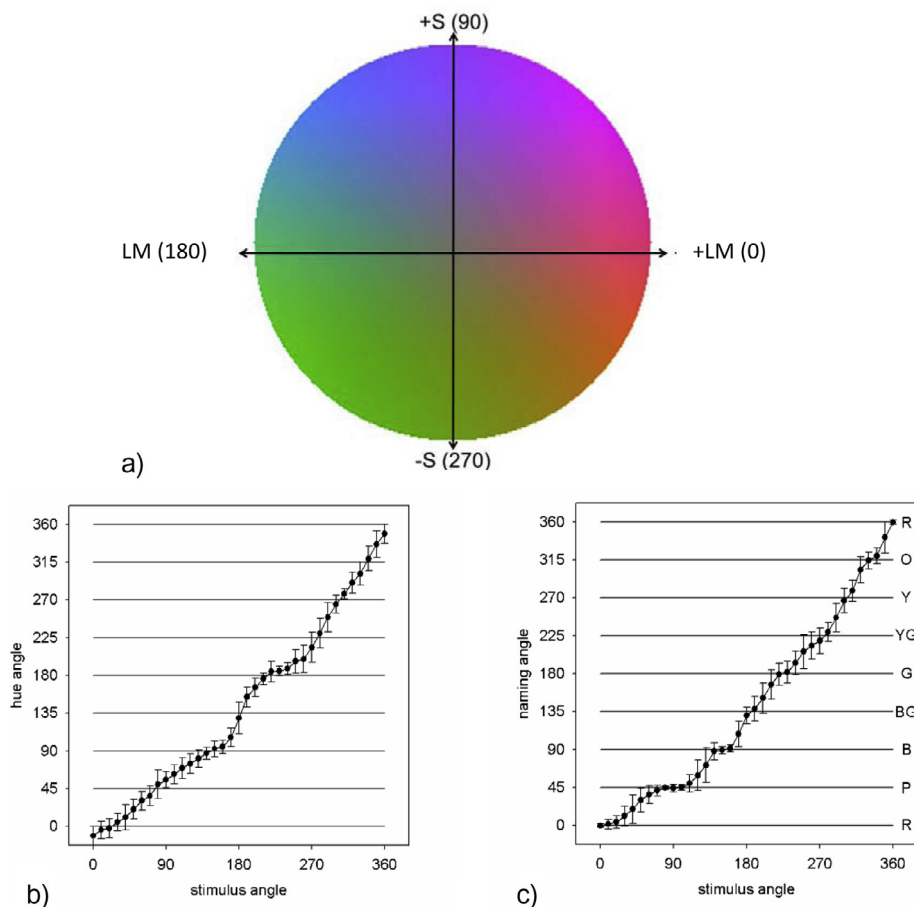 +S (90)
LM (180)
+LM (0)
-S (270)
a)
360
315
270
225
180
135
90
45
0
hue angle
0 90 180 270 360
stimulus angle
b)
360 R
315 O
270 Y
225 YG
180 G
135 BG
90 B
45 P
0 R
naming angle
0 90 180 270 360
stimulus angle
c)